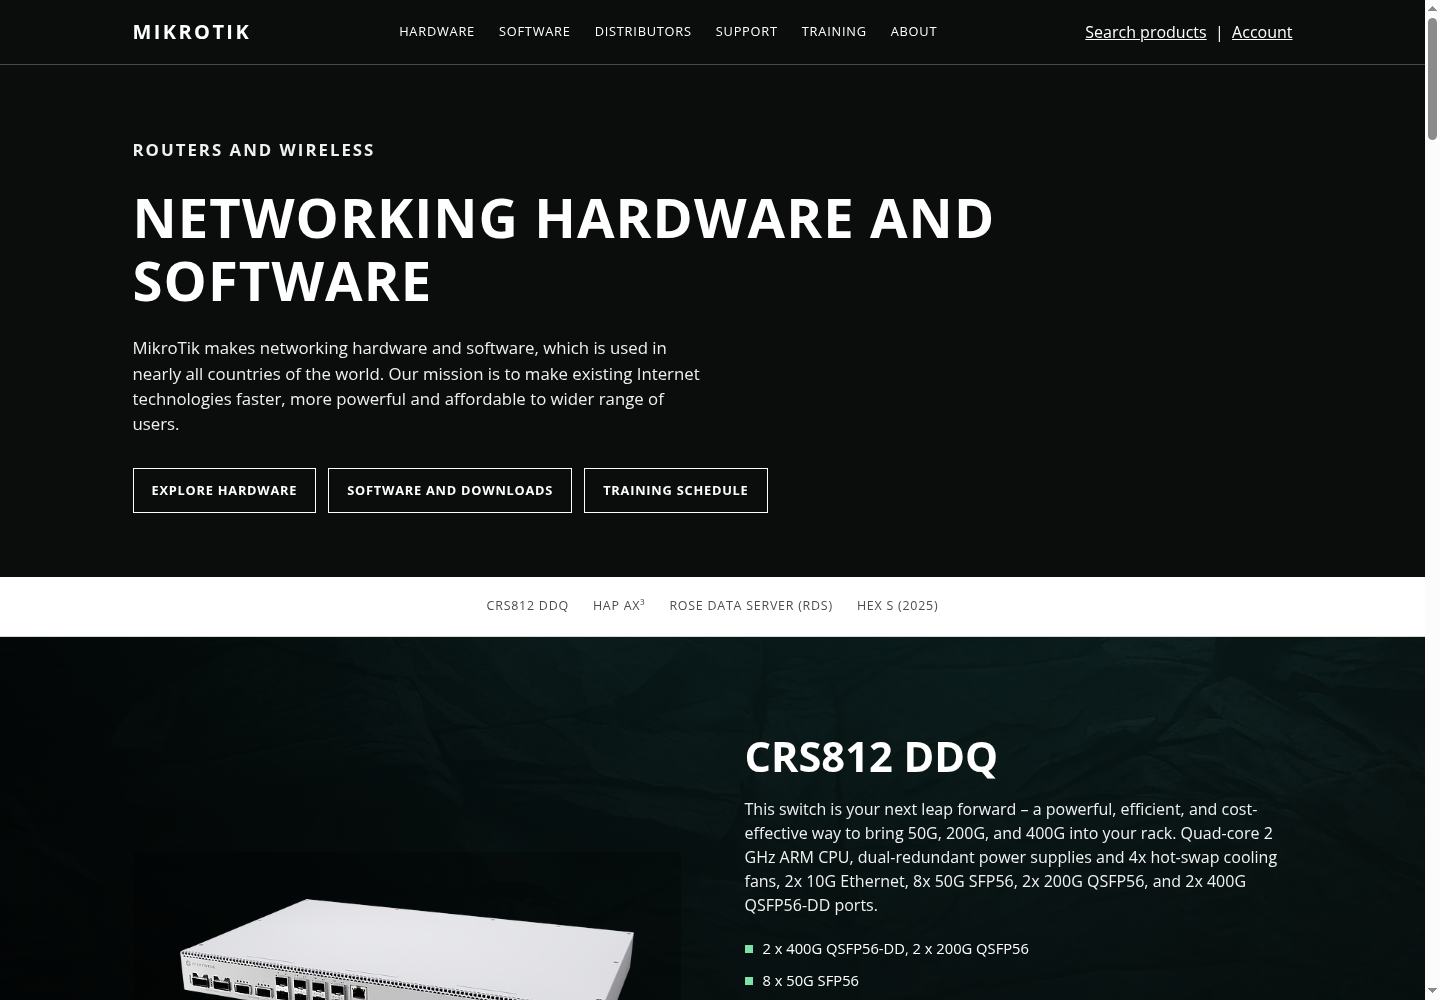 MIKROTIK
HARDWARE
SOFTWARE
DISTRIBUTORS
SUPPORT
TRAINING
ABOUT
Search products | Account
ROUTERS AND WIRELESS
NETWORKING HARDWARE AND
SOFTWARE
MikroTik makes networking hardware and software, which is used in
nearly all countries of the world. Our mission is to make existing Internet
technologies faster, more powerful and affordable to wider range of
users.
EXPLORE HARDWARE
SOFTWARE AND DOWNLOADS
TRAINING SCHEDULE
CRS812 DDQ
HAP AX³
ROSE DATA SERVER (RDS)
HEX S (2025)
CRS812 DDQ
This switch is your next leap forward – a powerful, efficient, and cost-
effective way to bring 50G, 200G, and 400G into your rack. Quad-core 2
GHz ARM CPU, dual-redundant power supplies and 4x hot-swap cooling
fans, 2x 10G Ethernet, 8x 50G SFP56, 2x 200G QSFP56, and 2x 400G
QSFP56-DD ports.
2 x 400G QSFP56-DD, 2 x 200G QSFP56
8 x 50G SFP56